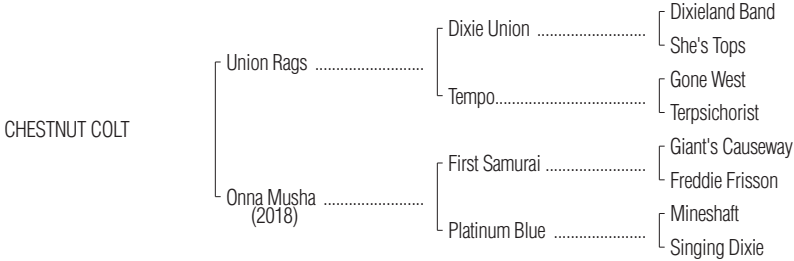 Dixieland Band
Dixie Union ........................
She's Tops
Union Rags ........................
Gone West
Tempo.................................
Terpsichorist
CHESTNUT COLT
Giant's Causeway
First Samurai ......................
Freddie Frisson
Onna Musha ......................
(2018)
Mineshaft
Platinum Blue ....................
Singing Dixie